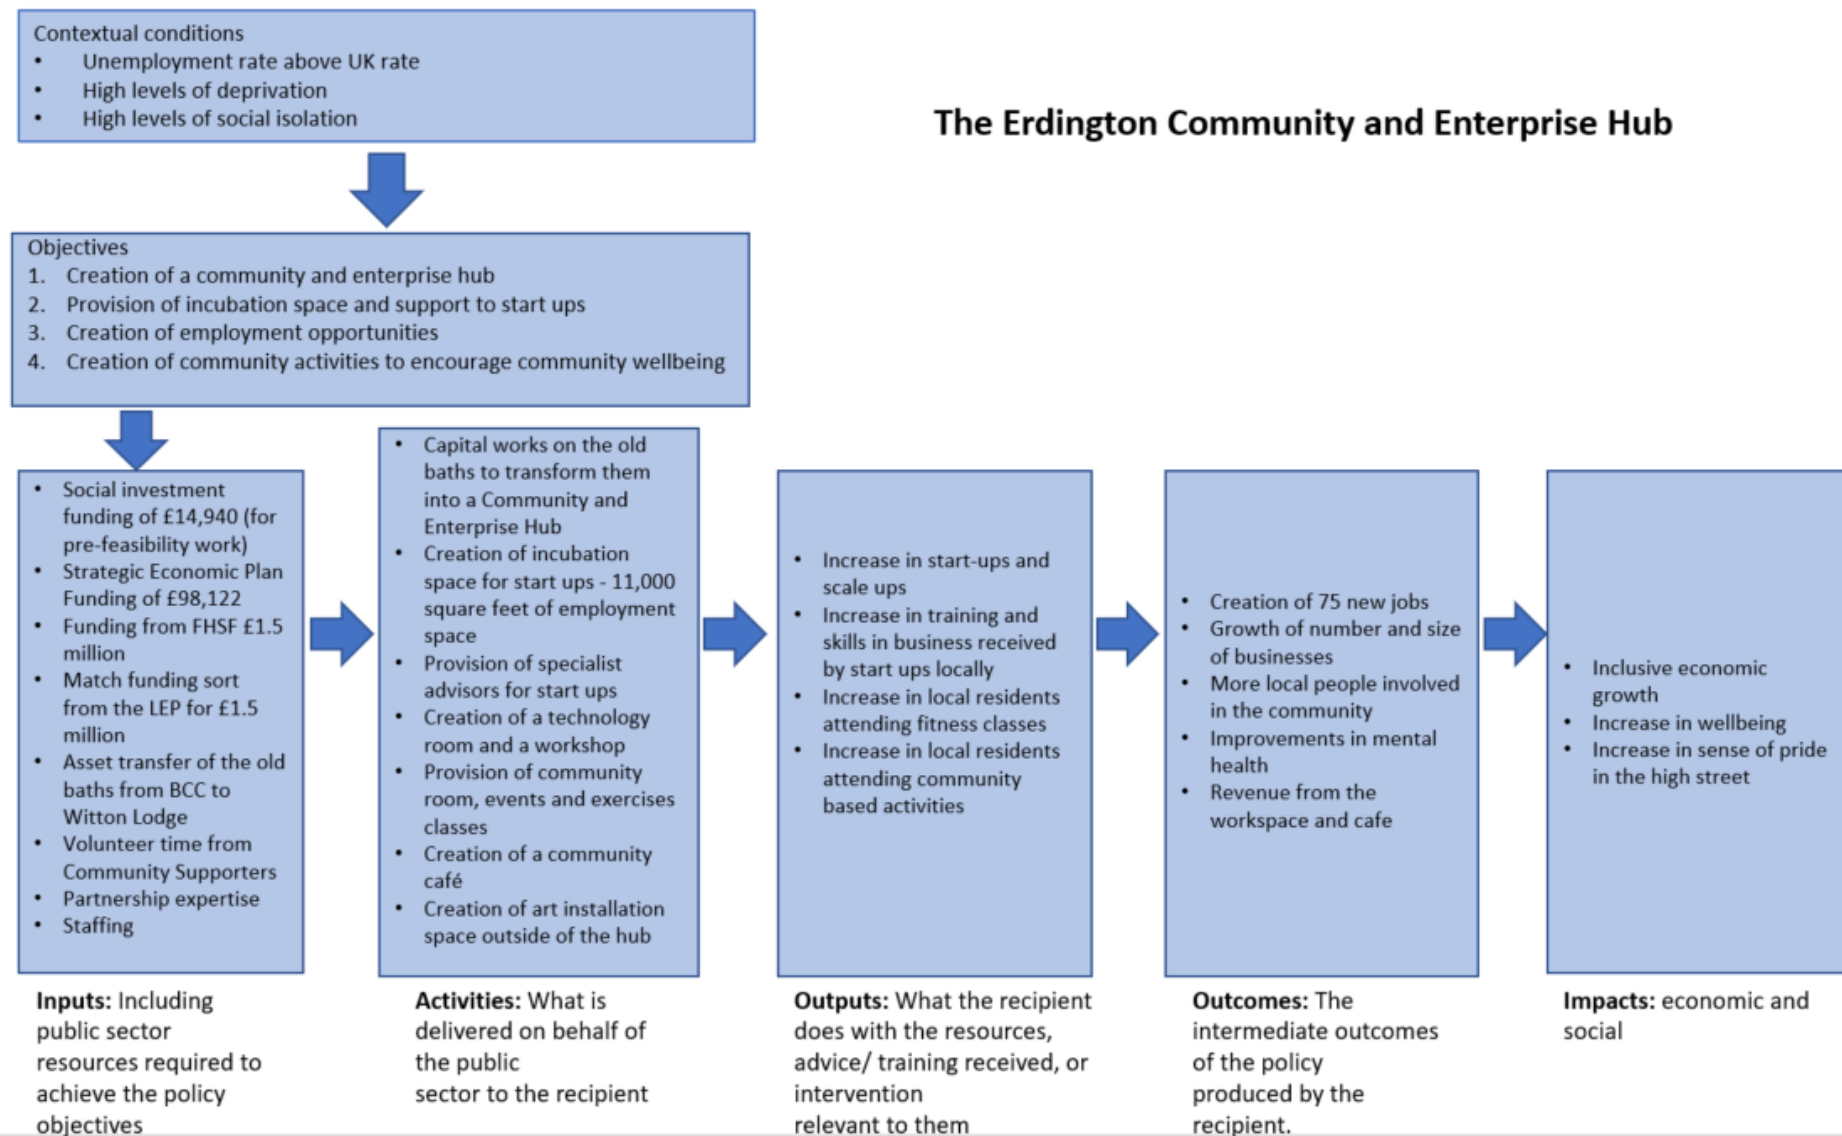 Contextual conditions
• Unemployment rate above UK rate
• High levels of deprivation
• High levels of social isolation
The Erdington Community and Enterprise Hub
Objectives
1. Creation of a community and enterprise hub
2. Provision of incubation space and support to start ups
3. Creation of employment opportunities
4. Creation of community activities to encourage community wellbeing
• Social investment
funding of £14,940 (for
pre-feasibility work)
• Strategic Economic Plan
Funding of £98,122
• Funding from FHSF £1.5
million
• Match funding sort
from the LEP for £1.5
million
• Asset transfer of the old
baths from BCC to
Witton Lodge
• Volunteer time from
Community Supporters
• Partnership expertise
• Staffing
• Capital works on the old
baths to transform them
into a Community and
Enterprise Hub
• Creation of incubation
space for start ups - 11,000
square feet of employment
space
• Provision of specialist
advisors for start ups
• Creation of a technology
room and a workshop
• Provision of community
room, events and exercises
classes
• Creation of a community
café
• Creation of art installation
space outside of the hub
• Increase in start-ups and
scale ups
• Increase in training and
skills in business received
by start ups locally
• Increase in local residents
attending fitness classes
• Increase in local residents
attending community
based activities
• Creation of 75 new jobs
• Growth of number and size
of businesses
• More local people involved
in the community
• Improvements in mental
health
• Revenue from the
workspace and cafe
• Inclusive economic
growth
• Increase in wellbeing
• Increase in sense of pride
in the high street
Inputs: Including
public sector
resources required to
achieve the policy
objectives
Activities: What is
delivered on behalf of
the public
sector to the recipient
Outputs: What the recipient
does with the resources,
advice/ training received, or
intervention
relevant to them
Outcomes: The
intermediate outcomes
of the policy
produced by the
recipient.
Impacts: economic and
social